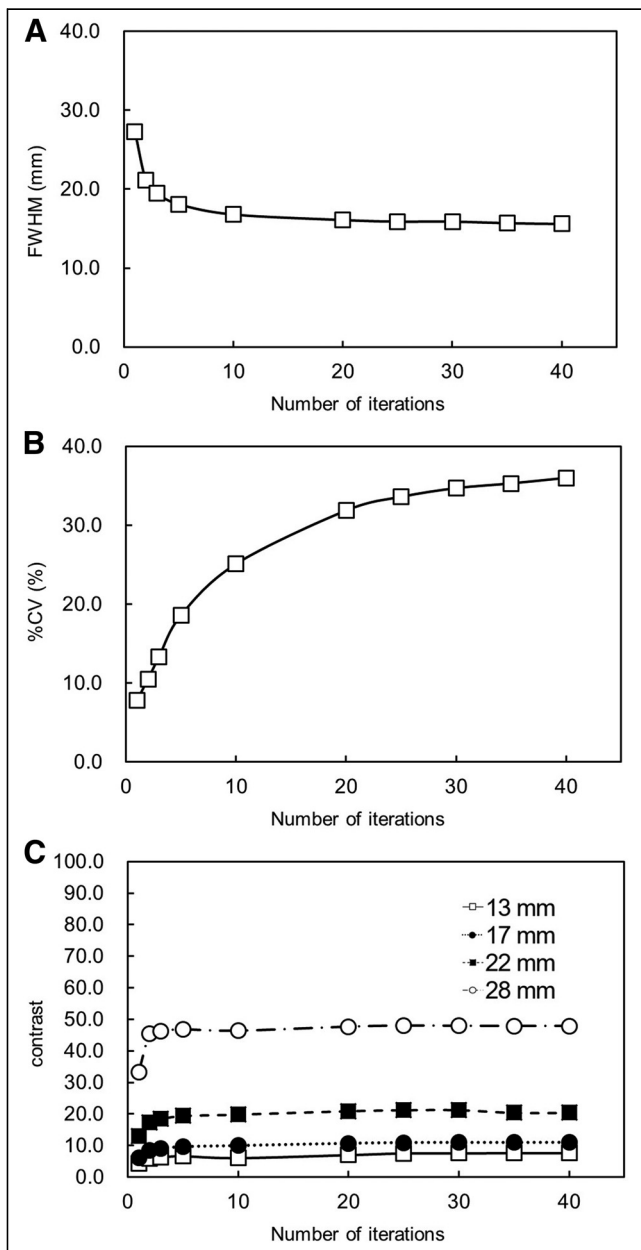 A
40.0
30.0
20.0
10.0
0.0
FWHM (mm)
0 10 20 30 40
Number of iterations
B
40.0
30.0
20.0
10.0
0.0
%CV (%)
0 10 20 30 40
Number of iterations
C
100.0
90.0
80.0
70.0
60.0
50.0
40.0
30.0
20.0
10.0
0.0
contrast
13 mm
17 mm
22 mm
28 mm
0 10 20 30 40
Number of iterations